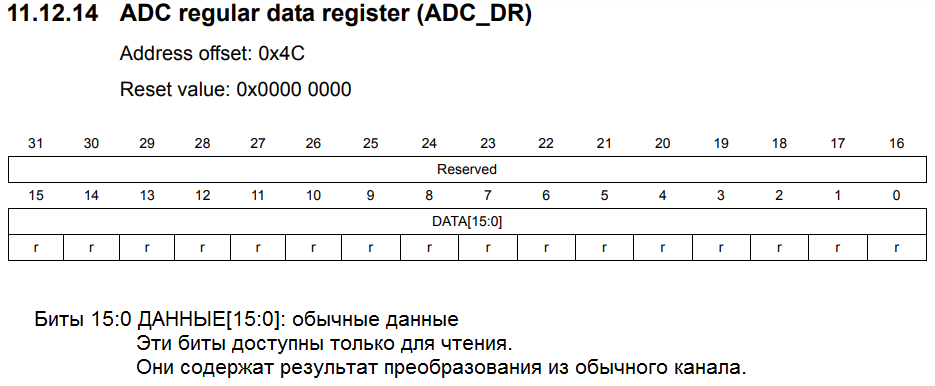 11.12.14 ADC regular data register (ADC_DR)
Address offset: 0x4C
Reset value: 0x0000 0000
31 30 29 28 27 26 25 24 23 22 21 20 19 18 17 16
Reserved
15 14 13 12 11 10 9 8 7 6 5 4 3 2 1 0
DATA[15:0]
r r r r r r r r r r r r r r r r
Биты 15:0 ДАННЫЕ[15:0]: обычные данные
Эти биты доступны только для чтения.
Они содержат результат преобразования из обычного канала.